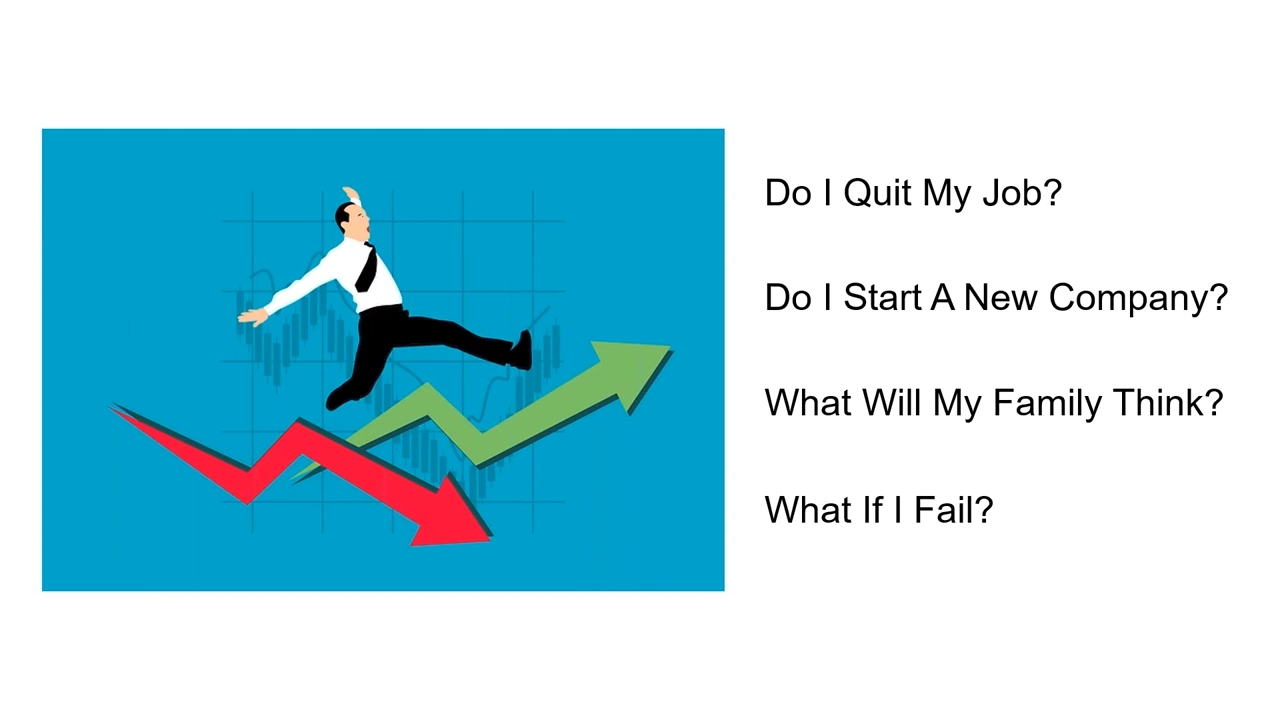 Do I Quit My Job?
Do I Start A New Company?
What Will My Family Think?
What If I Fail?